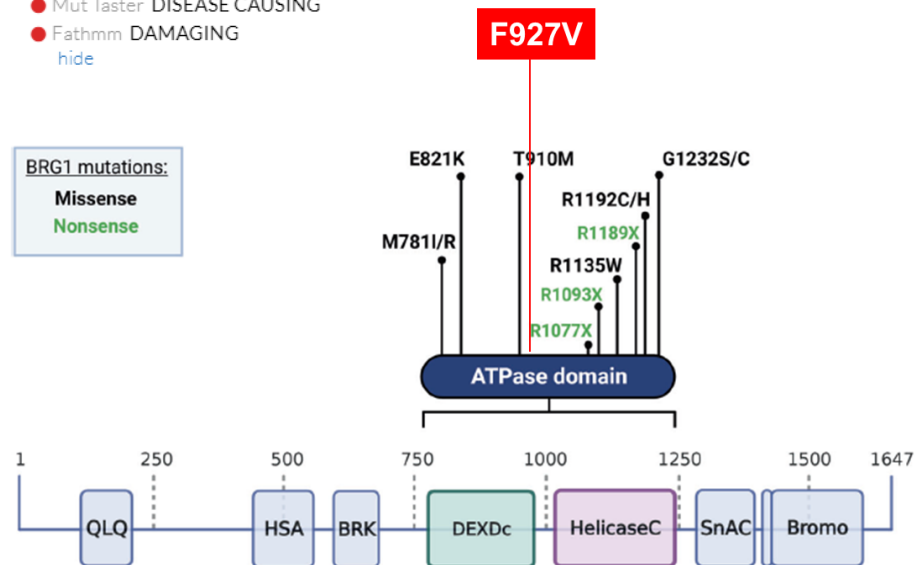 Mut Taster DISEASE CAUSING
Fathmm DAMAGING
hide
F927V
BRG1 mutations:
Missense
Nonsense
E821K
T910M
G1232S/C
R1192C/H
R1189X
M781I/R
R1135W
R1093X
R1077X
ATPase domain
1 250 500 750 1000 1250 1500 1647
QLQ HSA BRK DEXDc HelicaseC SnAC Bromo